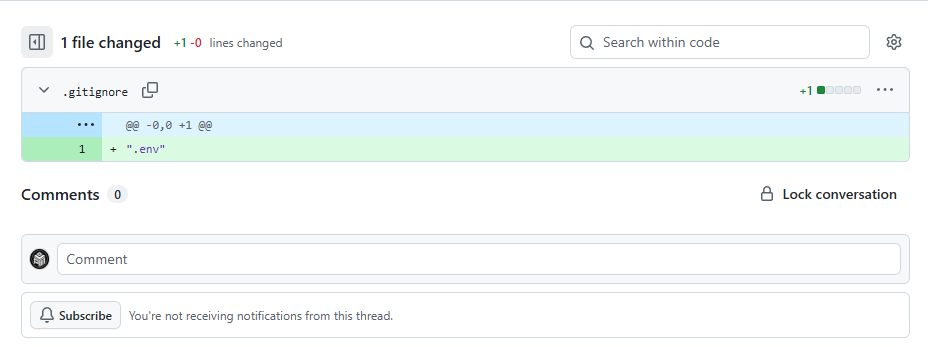 1 file changed +1 -0 lines changed Search within code
.gitignore +1
@@ -0,0 +1 @@
1 + ".env"
Comments 0 Lock conversation
Comment
Subscribe You're not receiving notifications from this thread.